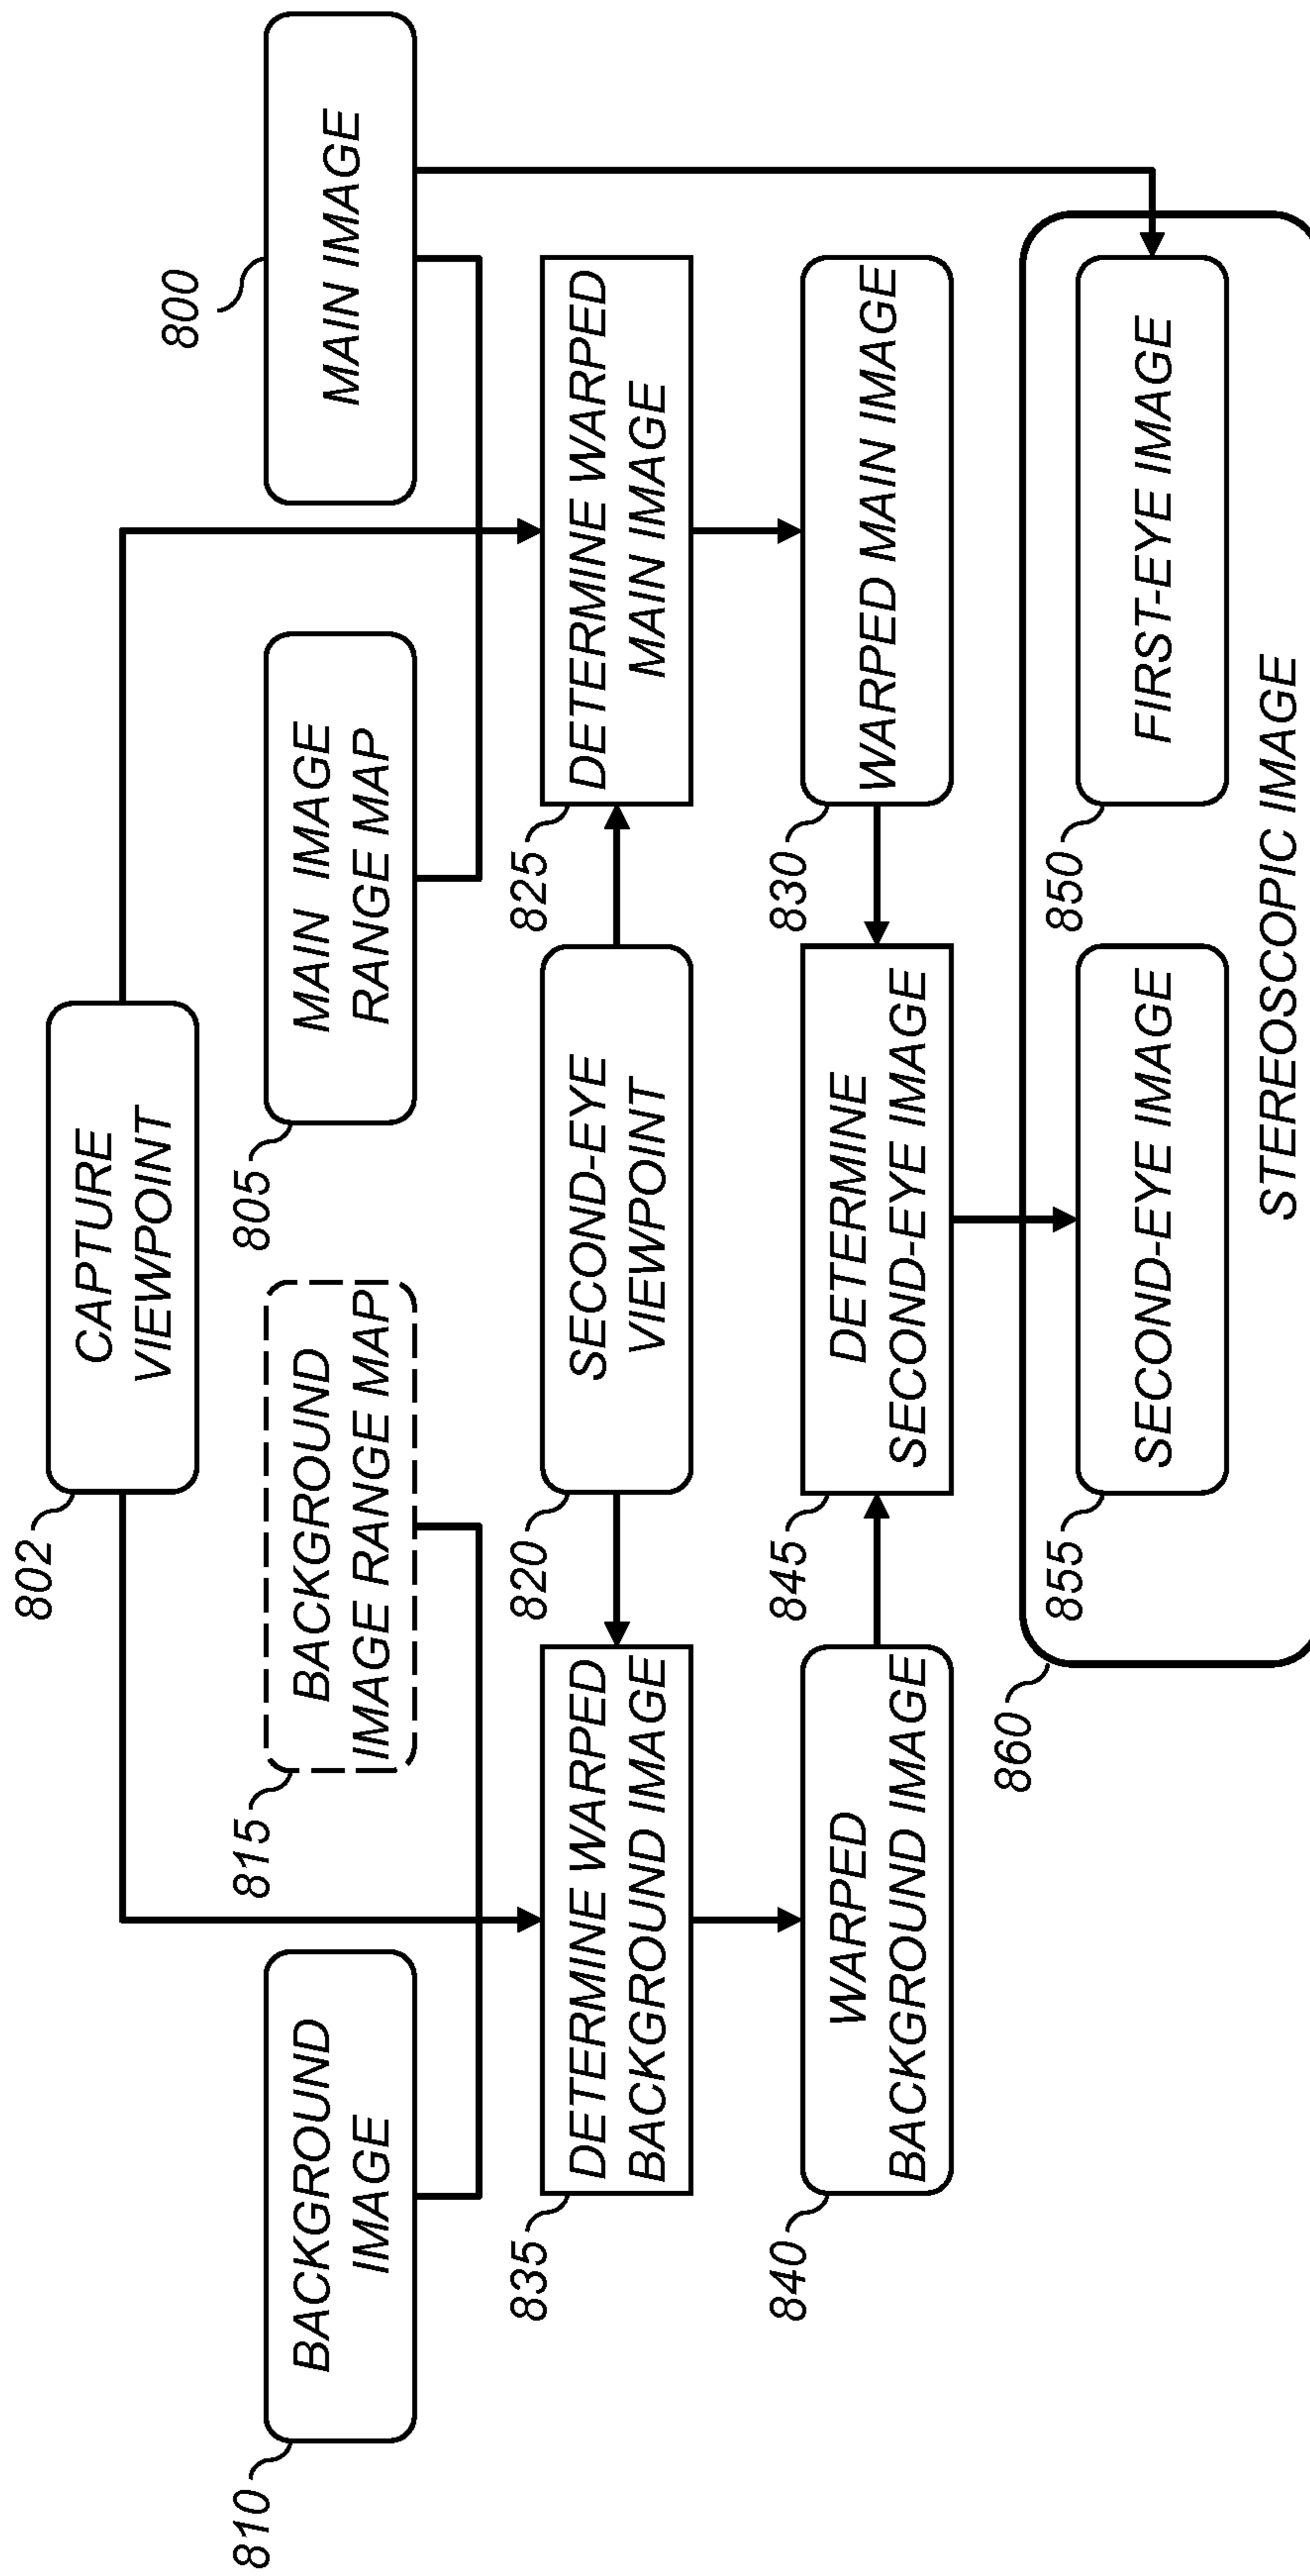 802
CAPTURE
VIEWPOINT
810
BACKGROUND
IMAGE
815
BACKGROUND
IMAGE RANGE MAP
805
MAIN IMAGE
RANGE MAP
800
MAIN IMAGE
835
DETERMINE WARPED
BACKGROUND IMAGE
820
SECOND-EYE
VIEWPOINT
825
DETERMINE WARPED
MAIN IMAGE
840
WARPED
BACKGROUND IMAGE
845
DETERMINE
SECOND-EYE IMAGE
830
WARPED MAIN IMAGE
860
855
SECOND-EYE IMAGE
850
FIRST-EYE IMAGE
STEREOSCOPIC IMAGE